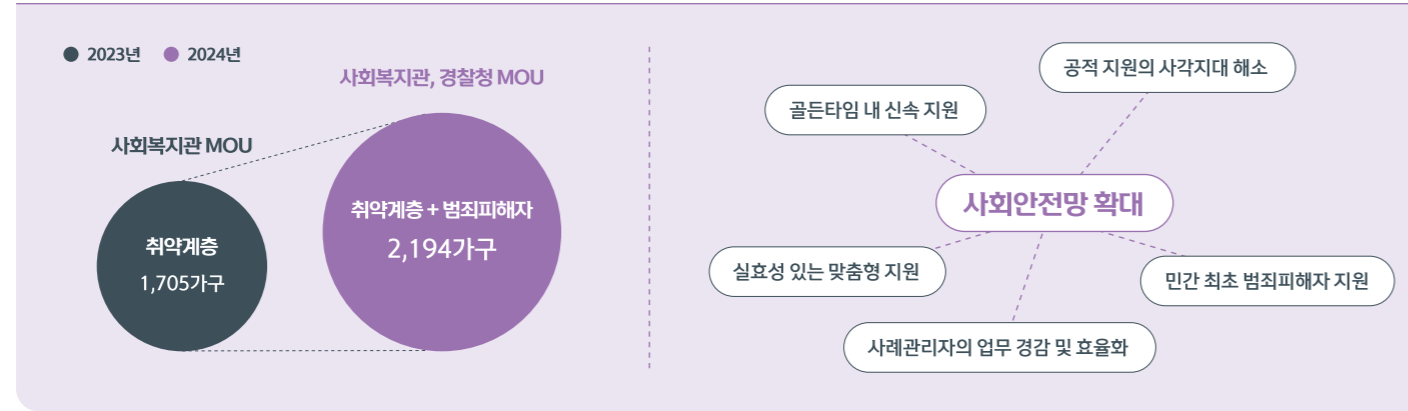 2023년 2024년
사회복지관 MOU
취약계층
1,705가구
사회복지관, 경찰청 MOU
취약계층 + 범죄피해자
2,194가구
공적 지원의 사각지대 해소
골든타임 내 신속 지원
사회안전망 확대
실효성 있는 맞춤형 지원
민간 최초 범죄피해자 지원
사례관리자의 업무 경감 및 효율화